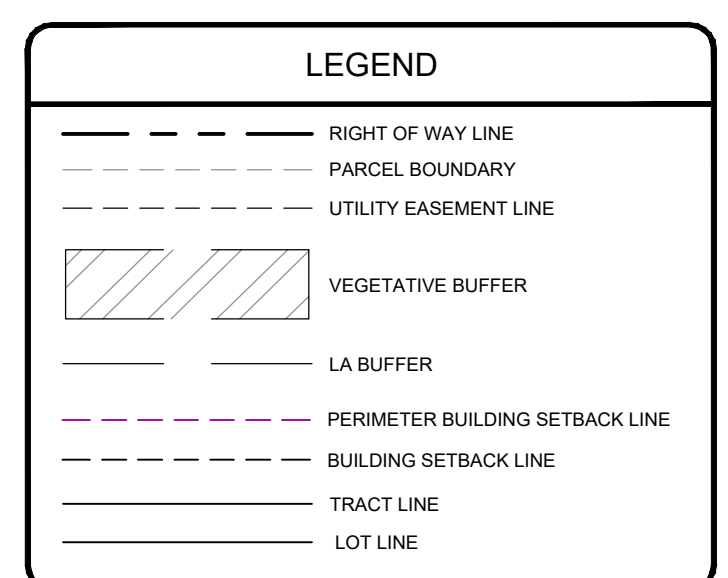 LEGEND
RIGHT OF WAY LINE
PARCEL BOUNDARY
UTILITY EASEMENT LINE
VEGETATIVE BUFFER
LA BUFFER
PERIMETER BUILDING SETBACK LINE
BUILDING SETBACK LINE
TRACT LINE
LOT LINE